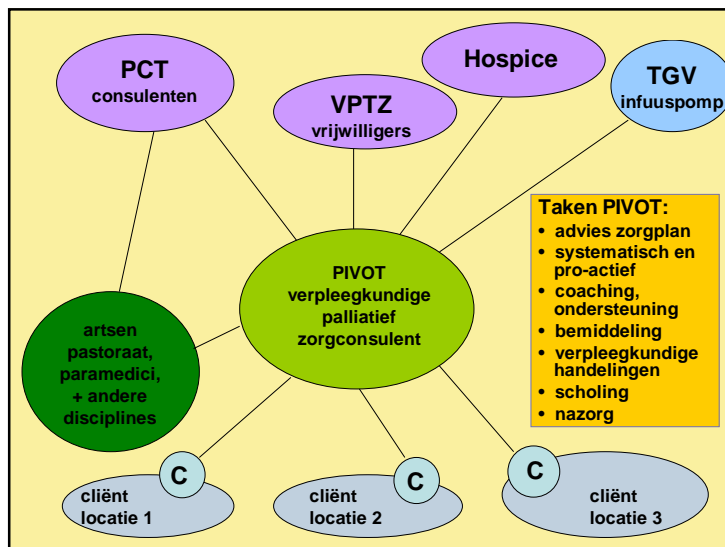 PCT
consulenten
VPTZ
vrijwilligers
Hospice
TGV
infuuspomp
Taken PIVOT:
• advies zorgplan
• systematisch en
pro-actief
• coaching,
ondersteuning
• bemiddeling
• verpleegkundige
handelingen
• scholing
• nazorg
PIVOT
verpleegkundige
palliatief
zorgconsulent
artsen
pastoraat,
paramedici,
+ andere
disciplines
C
cliënt
locatie 1
C
cliënt
locatie 2
C
cliënt
locatie 3